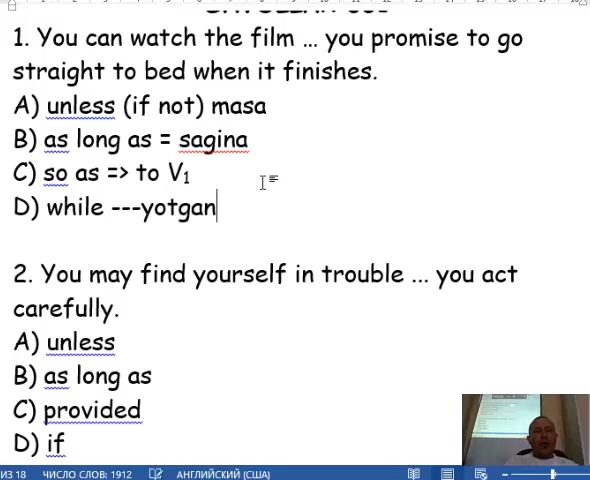 1. You can watch the film ... you promise to go
straight to bed when it finishes.
A) unless (if not) masa
B) as long as = sagina
C) so as => to V1
D) while ---yotgan
2. You may find yourself in trouble ... you act
carefully.
A) unless
B) as long as
C) provided
D) if
ИЗ 18 ЧИСЛО СЛОВ: 1912 АНГЛИЙСКИЙ (США)